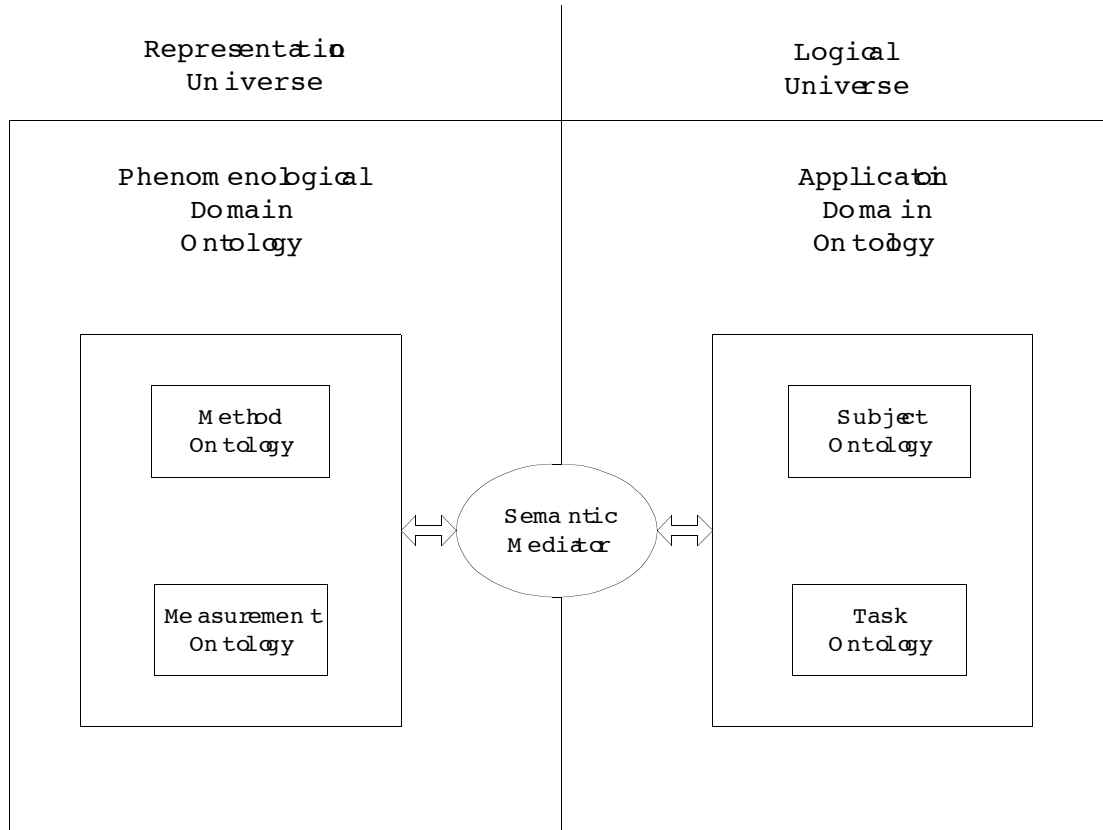 Representation
Universe
Logical
Universe
Phenomenological
Domain
Ontology
Application
Domain
Ontology
Method
Ontology
Subject
Ontology
Semantic
Mediator
Measurement
Ontology
Task
Ontology